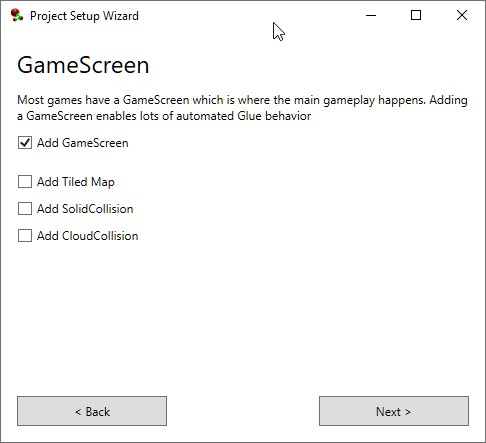 Project Setup Wizard
GameScreen
Most games have a GameScreen which is where the main gameplay happens. Adding
a GameScreen enables lots of automated Glue behavior
Add GameScreen
Add Tiled Map
Add SolidCollision
Add CloudCollision
< Back
Next >